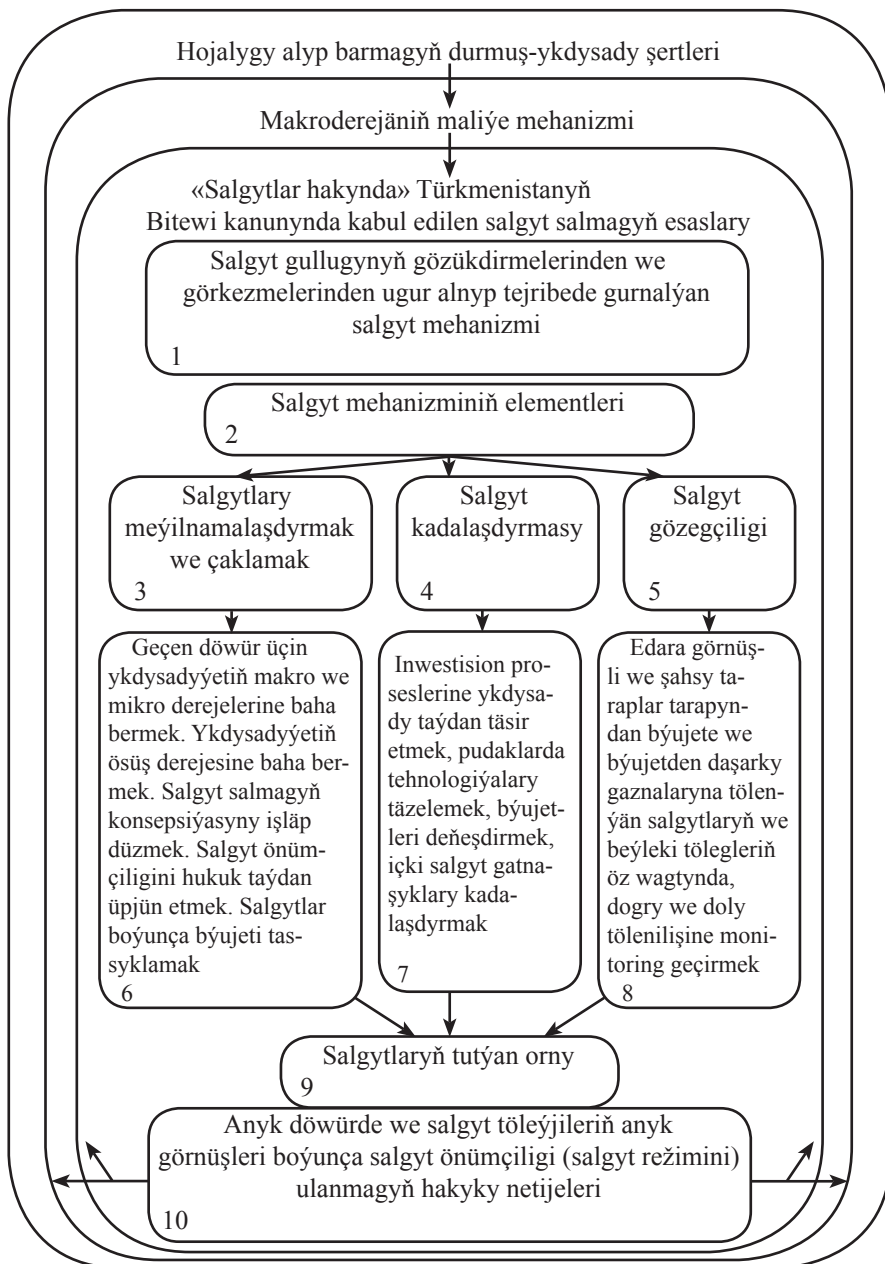 Hojalygy alyp barmagyň durmuş-ykdysady şertleri
Makroderejäniň maliýe mehanizmi
«Salgytlar hakynda» Türkmenistanyň
Bitewi kanunynda kabul edilen salgyt salmagyň esaslary
Salgyt gullugynyň gözükdirmelerinden we
görkezmelerinden ugur alnyp tejribede gurnalýan
salgyt mehanizmi
1
Salgyt mehanizminiň elementleri
2
Salgytlary
meýilnamalaşdyrmak
we çaklamak
3
Salgyt
kadalaşdyrmasy
4
Salgyt
gözegçiligi
5
Geçen döwür üçin
ykdysadyýetiň makro we
mikro derejelerine baha
bermek. Ykdysadyýetiň
ösüş derejesine baha ber-
mek. Salgyt salmagyň
konsepsiýasyny işläp
düzmek. Salgyt önüm-
çiligini hukuk taýdan
üpjün etmek. Salgytlar
boýunça býujeti tas-
syklamak
6
Inwestision pro-
seslerine ykdysa-
dy taýdan täsir
etmek, pudaklarda
tehnologiýalary
täzelemek, býujet-
leri deňeşdirmek,
içki salgyt gatna-
şyklary kada-
laşdyrmak
7
Edara görnüş-
li we şahsy ta-
raplar tarapyn-
dan býujete we
býujetden daşarky
gaznalaryna tölen-
ýän salgytlaryň we
beýleki tölegleriň
öz wagtynda,
dogry we doly
tölenilişine moni-
toring geçirmek
8
Salgytlaryň tutýan orny
9
Anyk döwürde we salgyt töleýjileriň anyk
görnüşleri boýunça salgyt önümçiligi (salgyt režimini)
ulanmagyň hakyky netijeleri
10